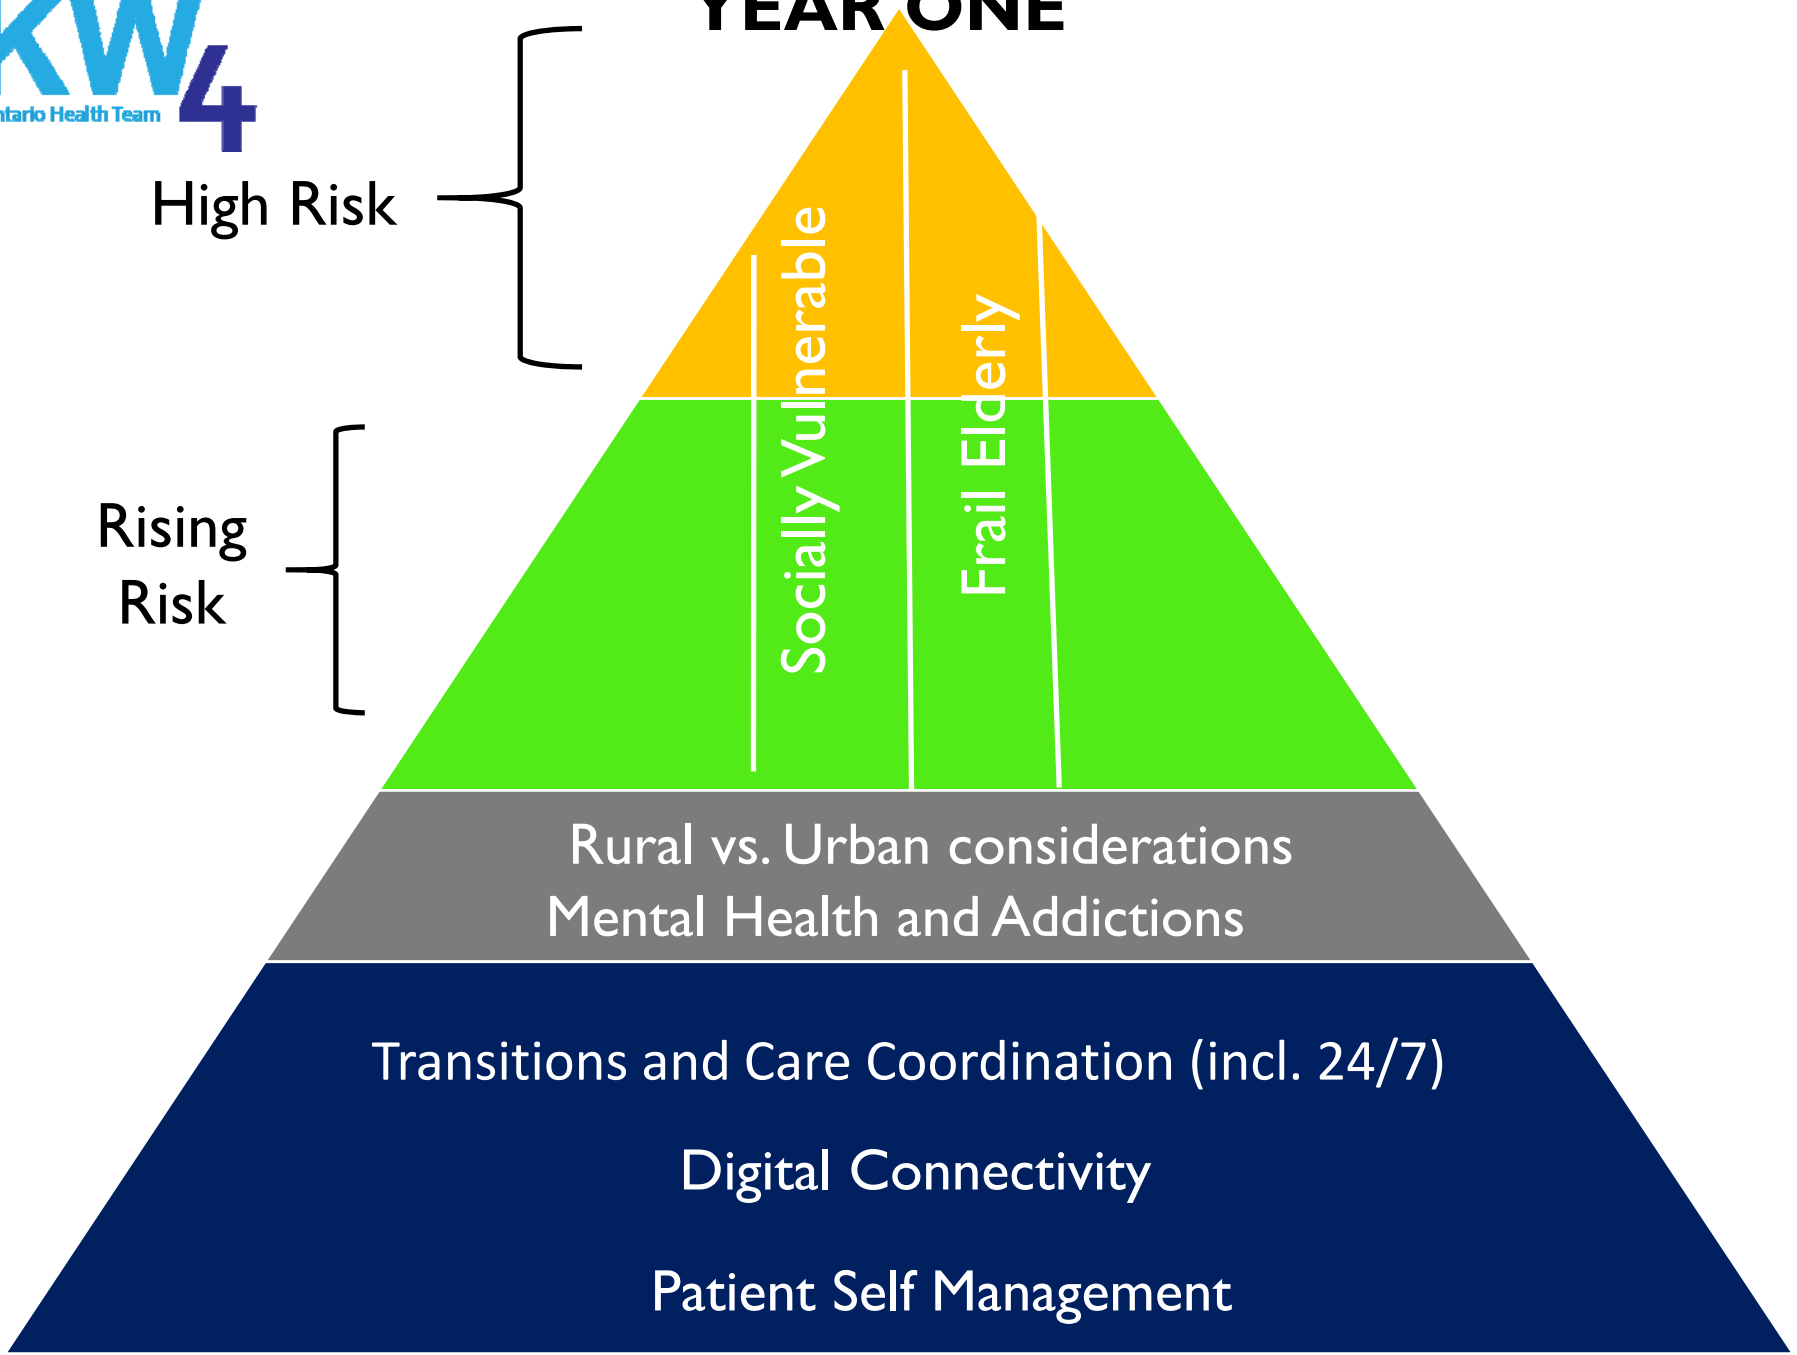 YEAR ONE
KW4
ntario Health Team
High Risk
Socially Vulnerable
Frail Elderly
Rising
Risk
Rural vs. Urban considerations
Mental Health and Addictions
Transitions and Care Coordination (incl. 24/7)
Digital Connectivity
Patient Self Management